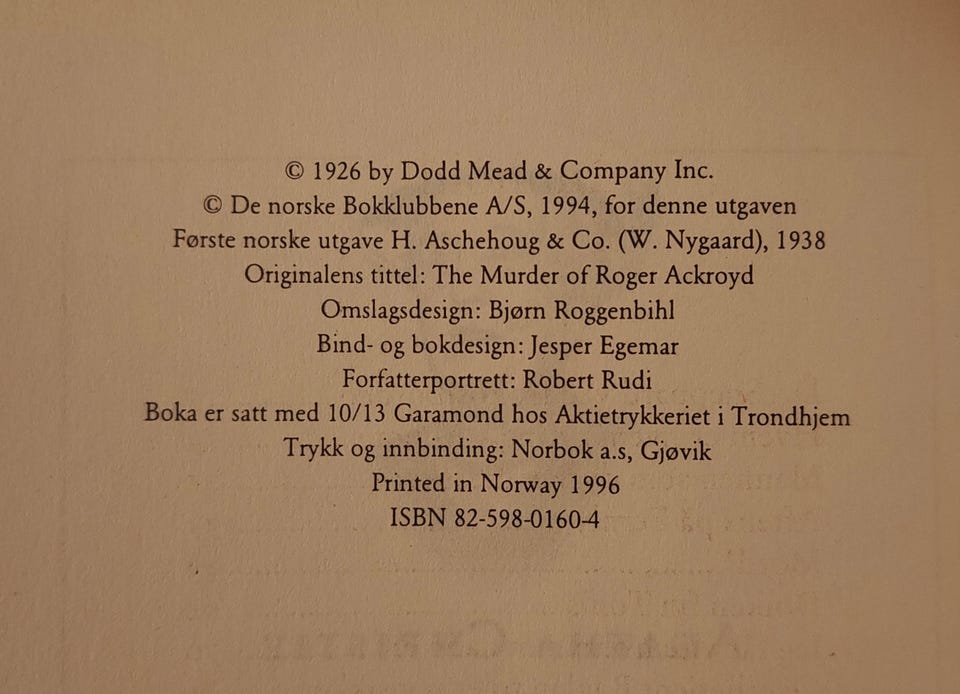 © 1926 by Dodd Mead & Company Inc.
© De norske Bokklubbene A/S, 1994, for denne utgaven
Første norske utgave H. Aschehoug & Co. (W. Nygaard), 1938
Originalens tittel: The Murder of Roger Ackroyd
Omslagsdesign: Bjørn Roggenbihl
Bind- og bokdesign: Jesper Egemar
Forfatterportrett: Robert Rudi
Boka er satt med 10/13 Garamond hos Aktietrykkeriet i Trondhjem
Trykk og innbinding: Norbok a.s, Gjøvik
Printed in Norway 1996
ISBN 82-598-0160-4